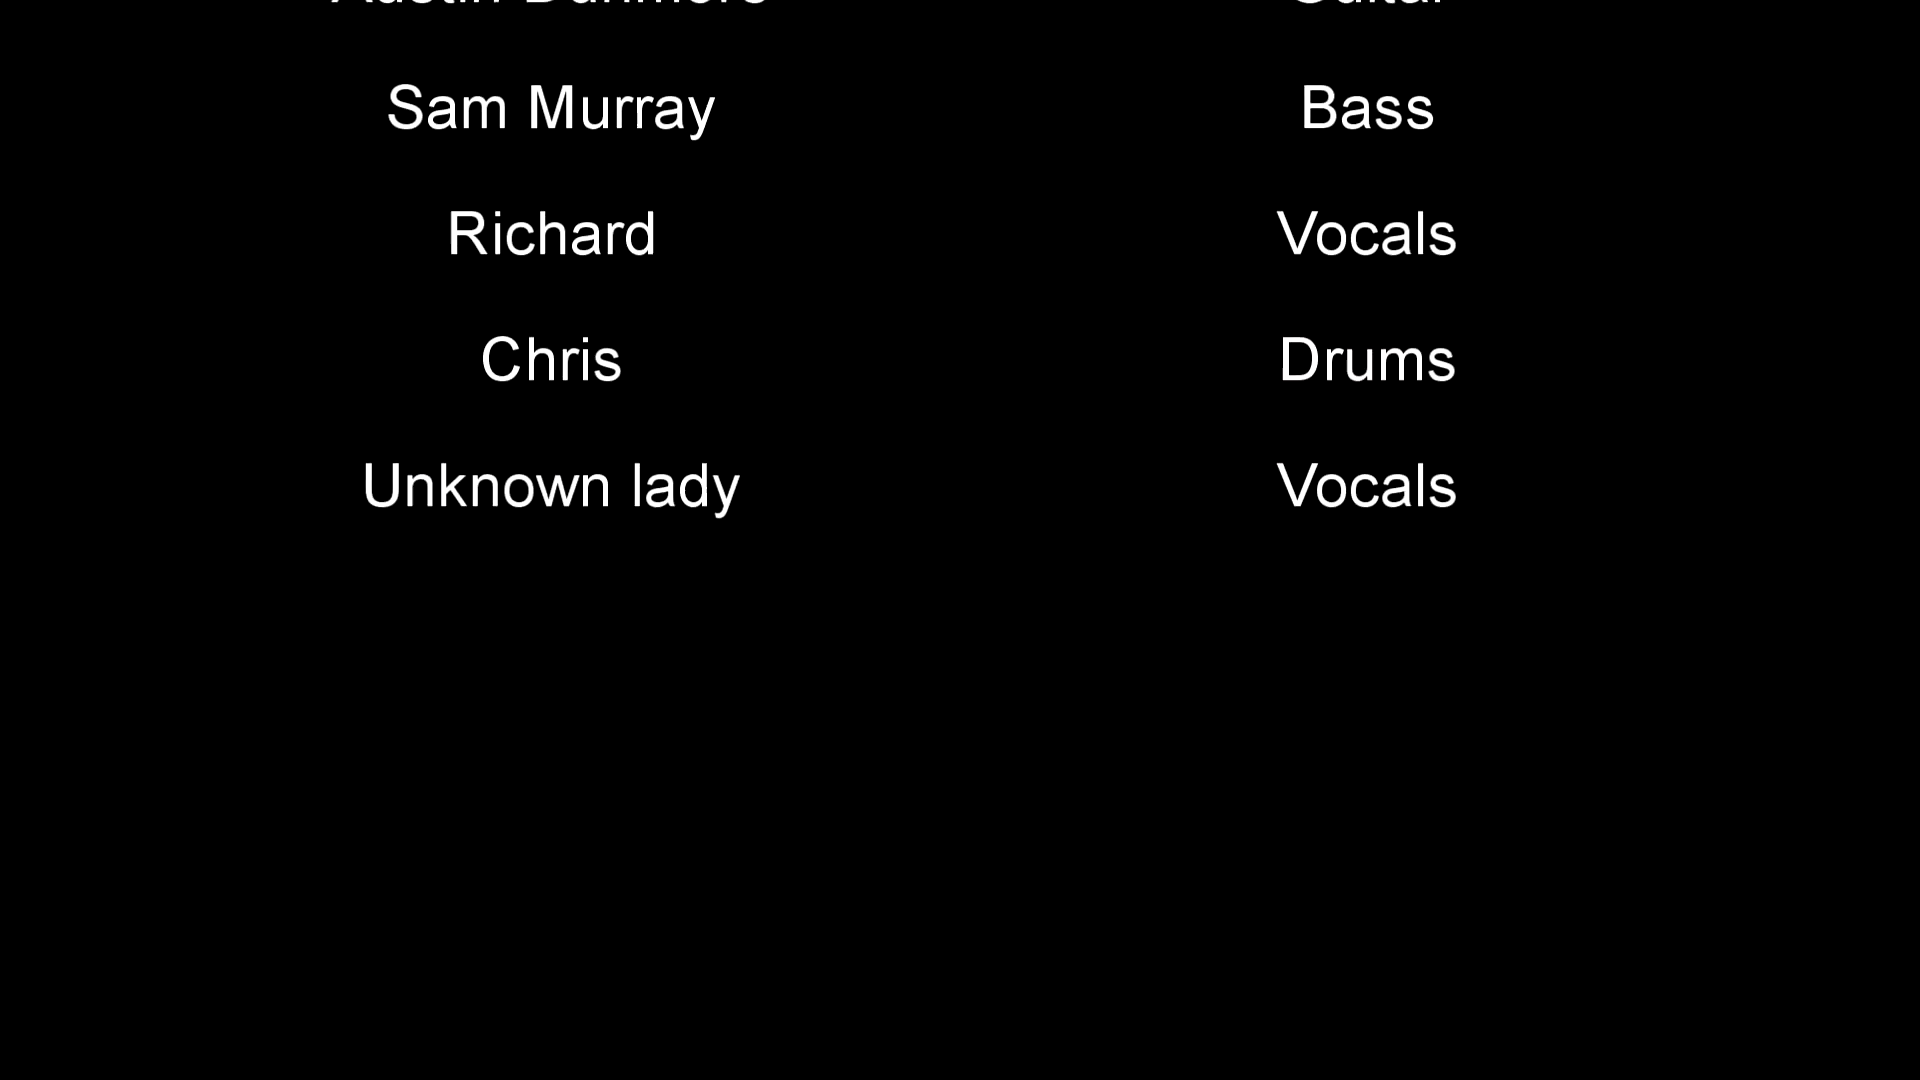 Sam Murray Bass
Richard Vocals
Chris Drums
Unknown lady Vocals